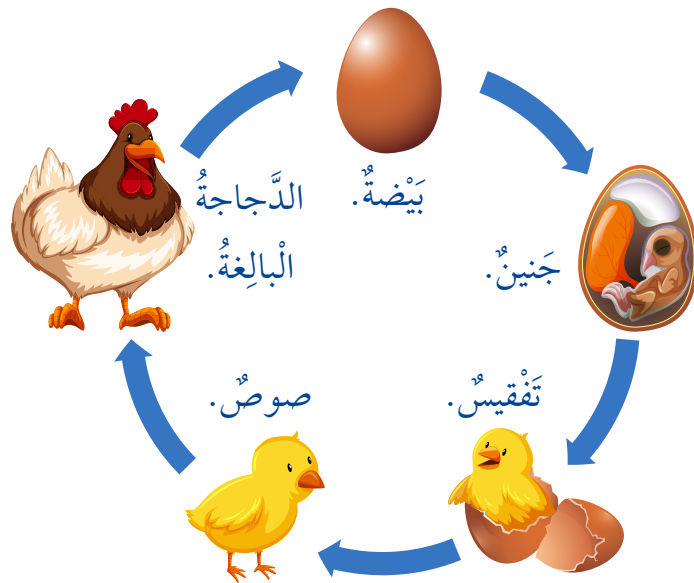 بَيْضةٌ.
جَنينٌ.
تَفْقيسٌ.
صوصٌ.
الدَّجاجةُ
الْبالِغةُ.